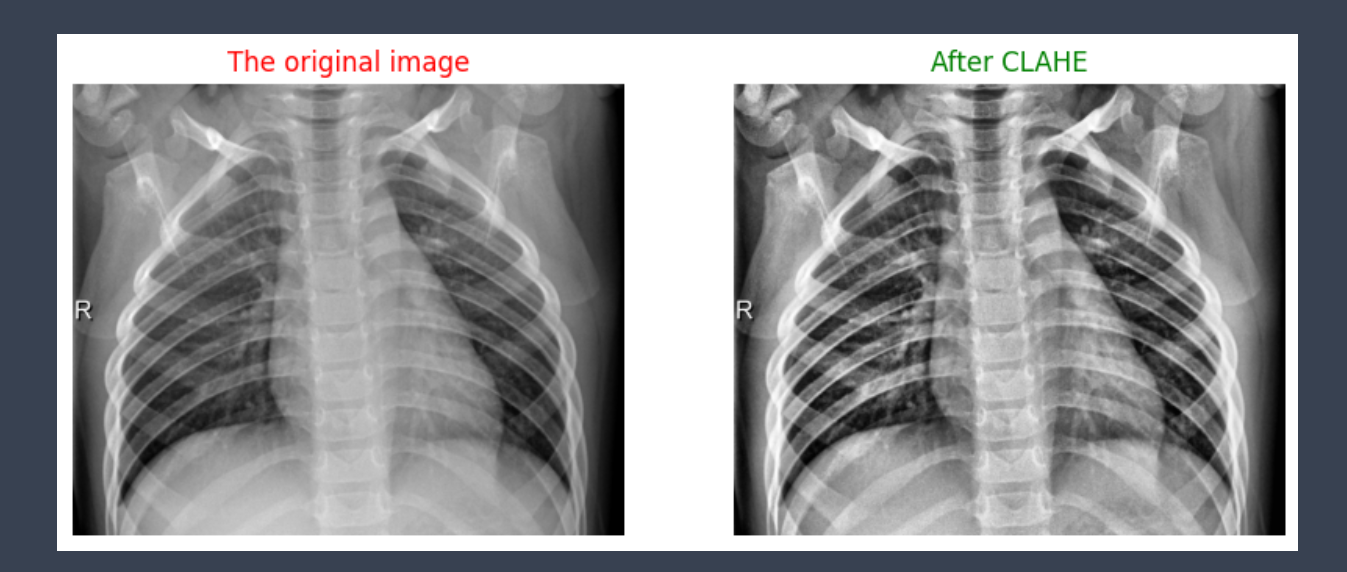 The original image
After CLAHE
R
R